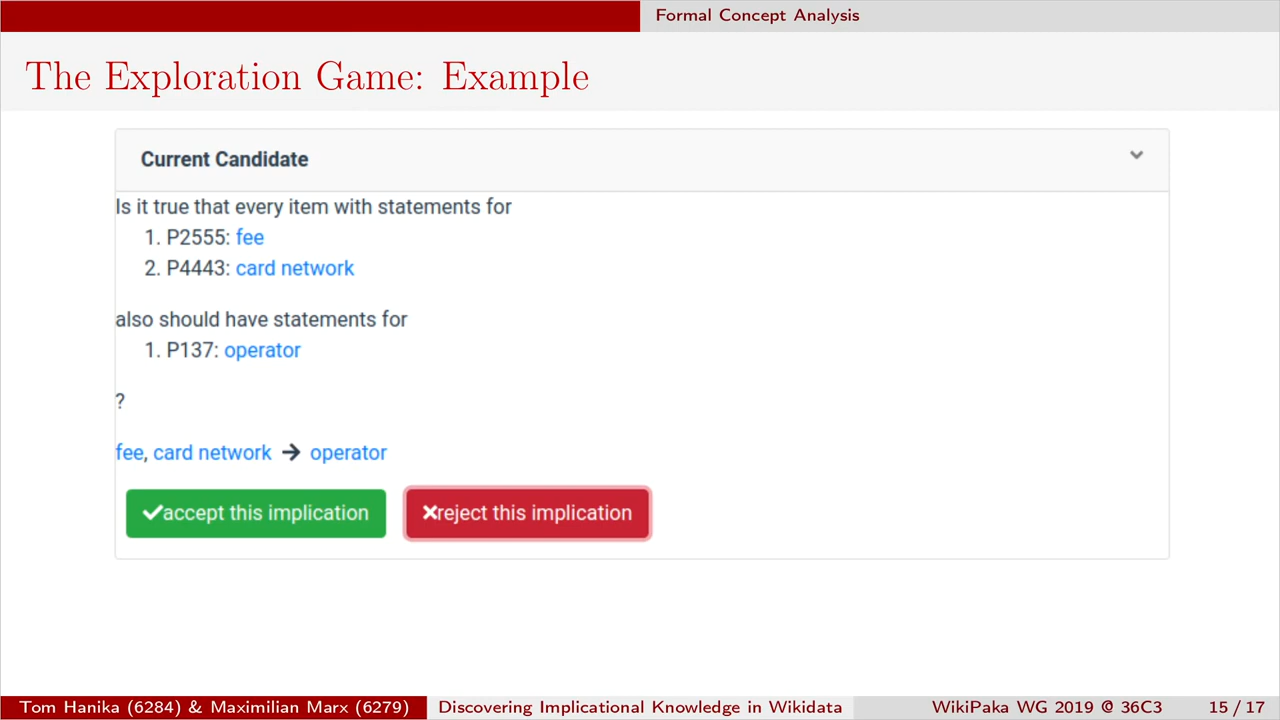 Formal Concept Analysis
The Exploration Game: Example
Current Candidate
Is it true that every item with statements for
1. P2555: fee
2. P4443: card network
also should have statements for
1. P137: operator
?
fee, card network → operator
accept this implication
reject this implication
Tom Hanika (6284) & Maximilian Marx (6279) Discovering Implicational Knowledge in Wikidata WikiPaka WG 2019 @ 36C3 15 / 17